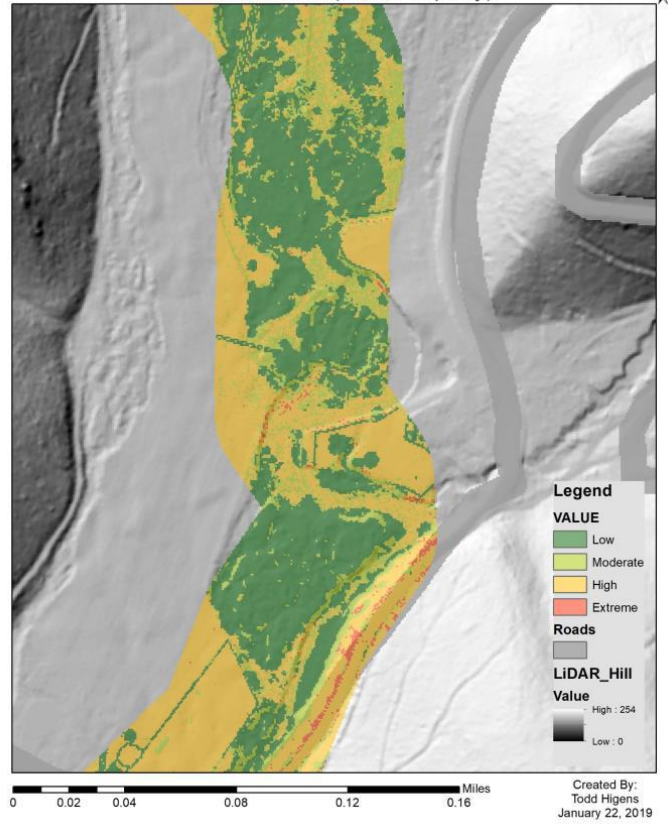 Legend
VALUE
Low
Moderate
High
Extreme
Roads
LiDAR_Hill
Value
High : 254
Low : 0
Miles
0 0.02 0.04 0.08 0.12 0.16
Created By:
Todd Higens
January 22, 2019